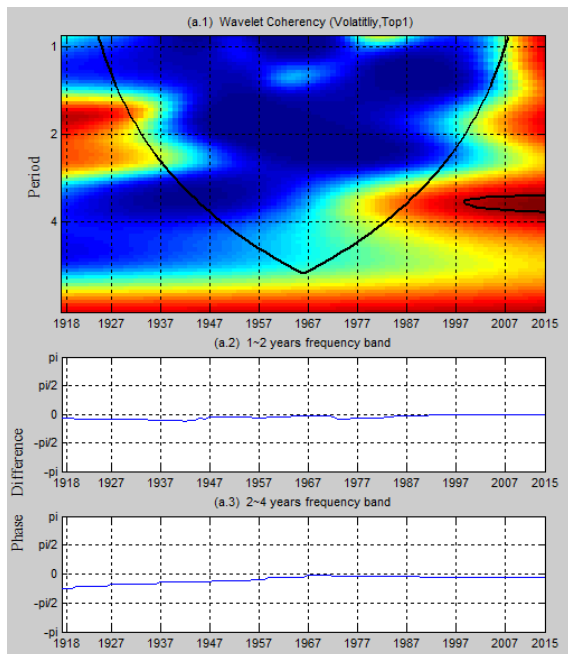 (a.1) Wavelet Coherency (Volatitliy,Top1)
1
2
4
Period
1918 1927 1937 1947 1957 1967 1977 1987 1997 2007 2015
(a.2) 1~2 years frequency band
pi
pi/2
0
-pi/2
-pi
1918 1927 1937 1947 1957 1967 1977 1987 1997 2007 2015
(a.3) 2~4 years frequency band
pi
pi/2
0
-pi/2
-pi
1918 1927 1937 1947 1957 1967 1977 1987 1997 2007 2015
Phase Difference